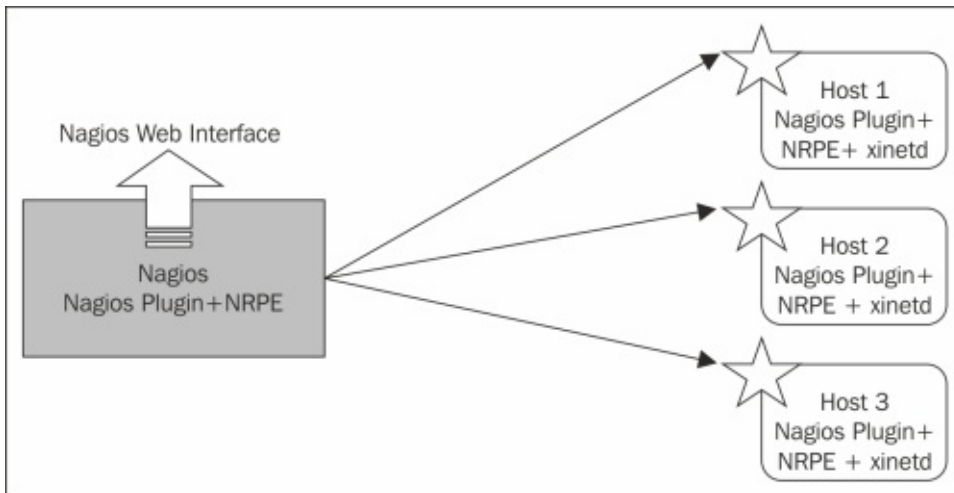 Nagios Web Interface
Nagios
Nagios Plugin+NRPE
Host 1
Nagios Plugin+
NRPE+ xinetd
Host 2
Nagios Plugin+
NRPE + xinetd
Host 3
Nagios Plugin+
NRPE + xinetd